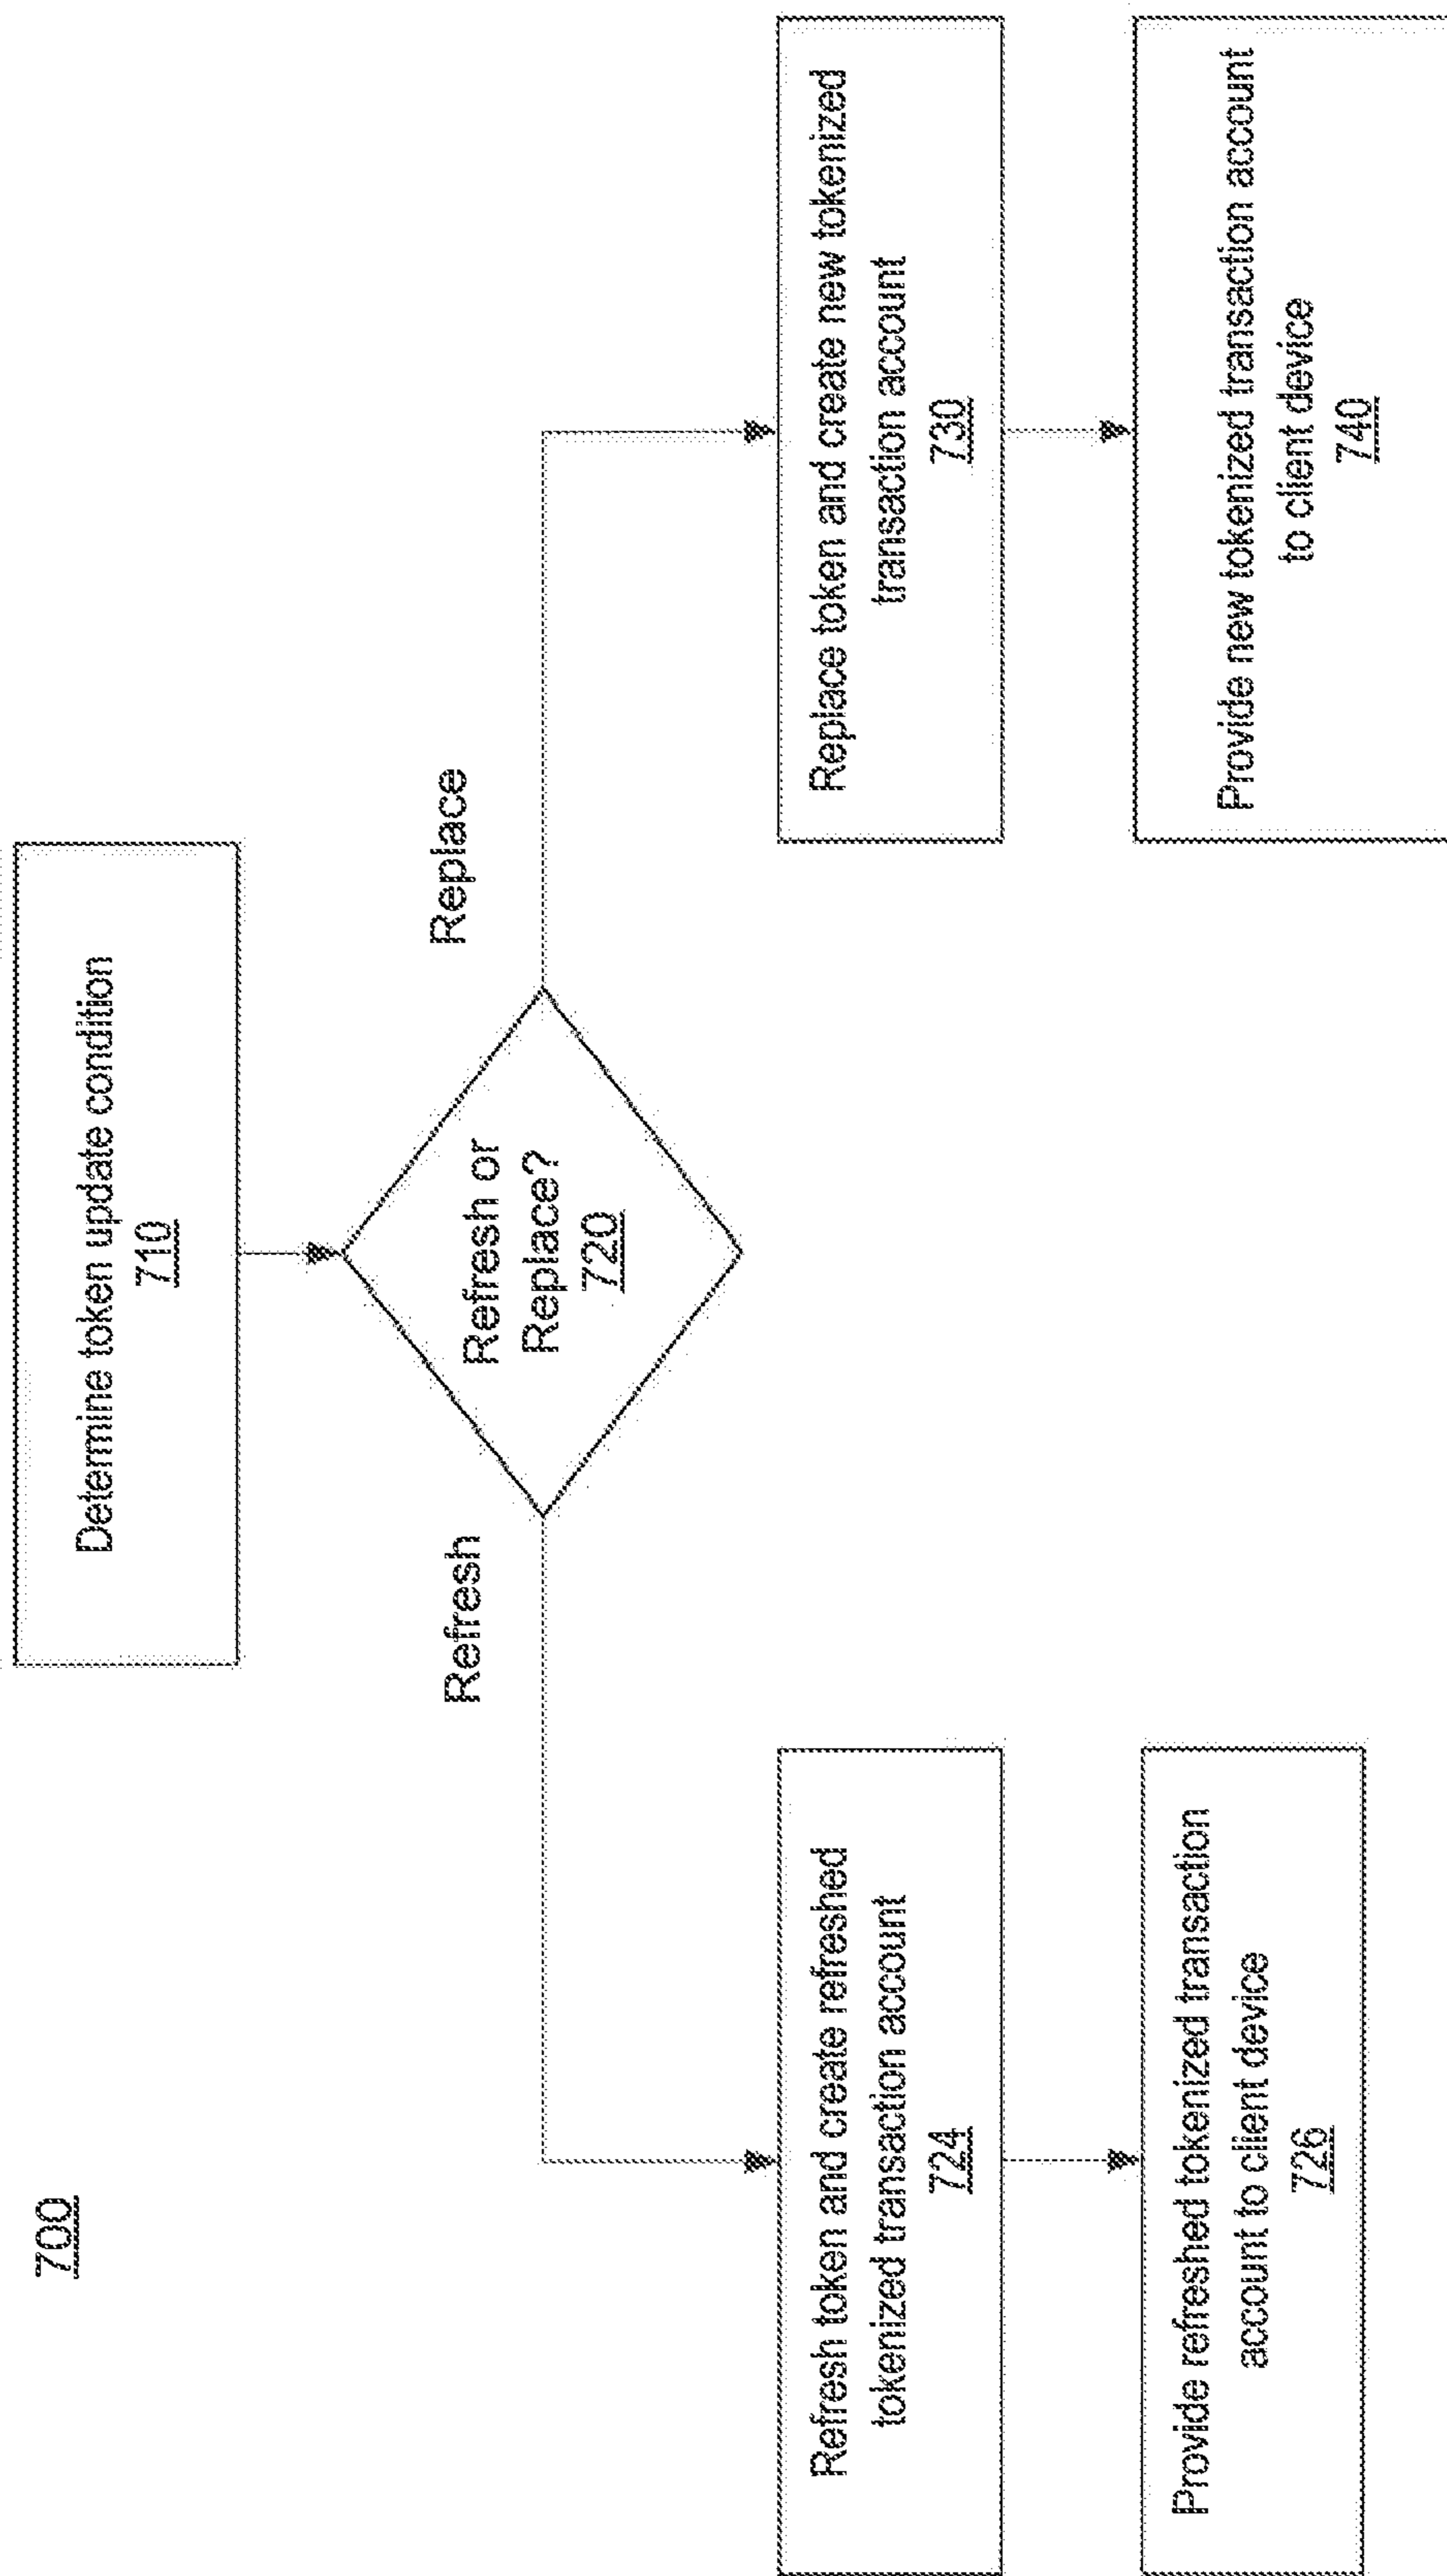 700
Determine token update condition
710
Refresh or
Replace?
720
Refresh
Replace
Refresh token and create refreshed
tokenized transaction account
724
Provide refreshed tokenized transaction
account to client device
726
Replace token and create new tokenized
transaction account
730
Provide new tokenized transaction account
to client device
740